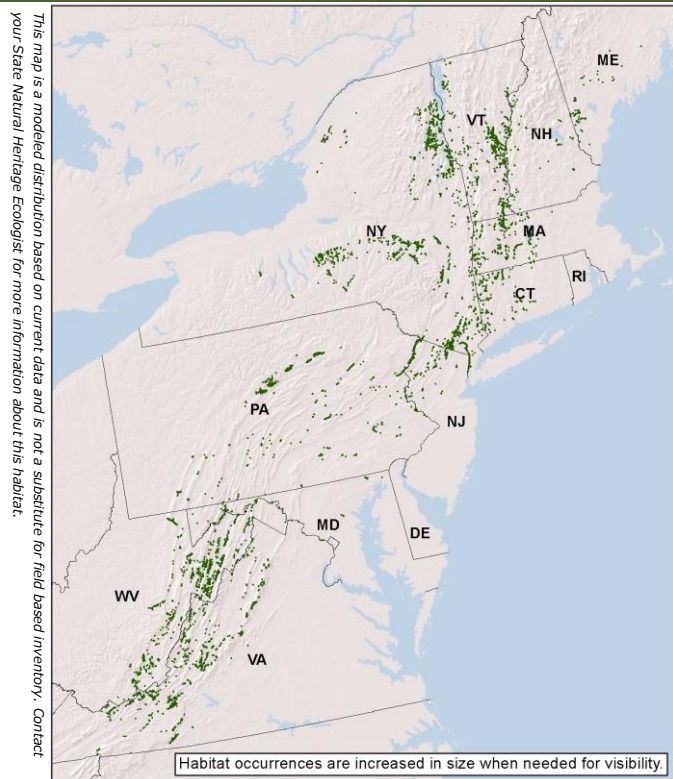 This map is a modeled distribution based on current data and is not a substitute for field based inventory. Contact
your State Natural Heritage Ecologist for more information about this habitat.
ME
VT
NH
NY
MA
CT
RI
PA
NJ
MD
DE
WV
VA
Habitat occurrences are increased in size when needed for visibility.